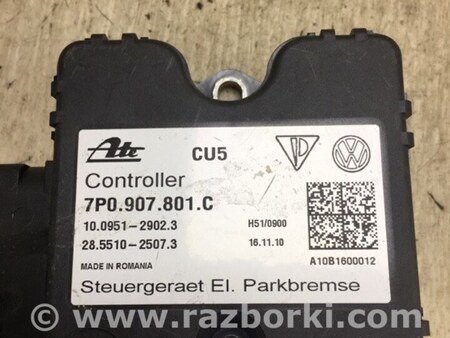 Ate CU5
Controller
7P0.907.801.C
10.0951-2902.3 H51/0900
28.5510-2507.3 16.11.10
MADE IN ROMANIA A10B1600012
Steuergeraet El. Parkbremse
© www.razborki.com